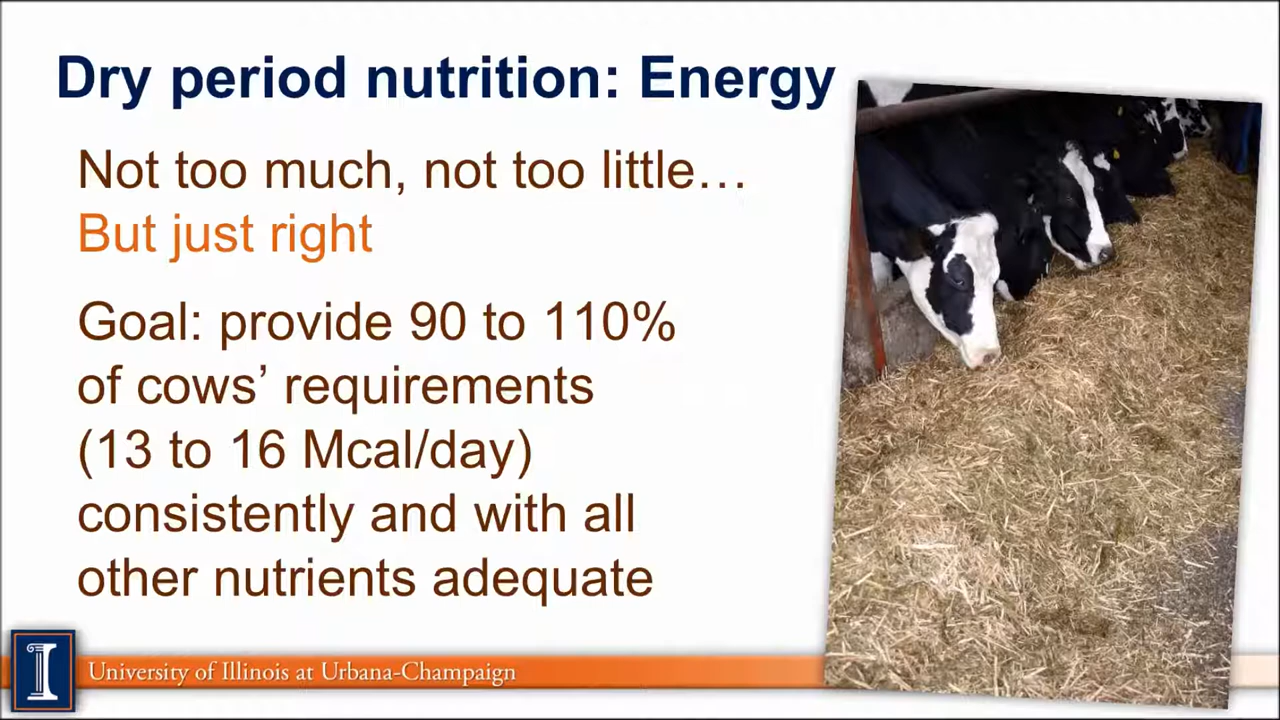 Dry period nutrition: Energy
Not too much, not too little…
But just right
Goal: provide 90 to 110%
of cows’ requirements
(13 to 16 Mcal/day)
consistently and with all
other nutrients adequate
I
University of Illinois at Urbana-Champaign